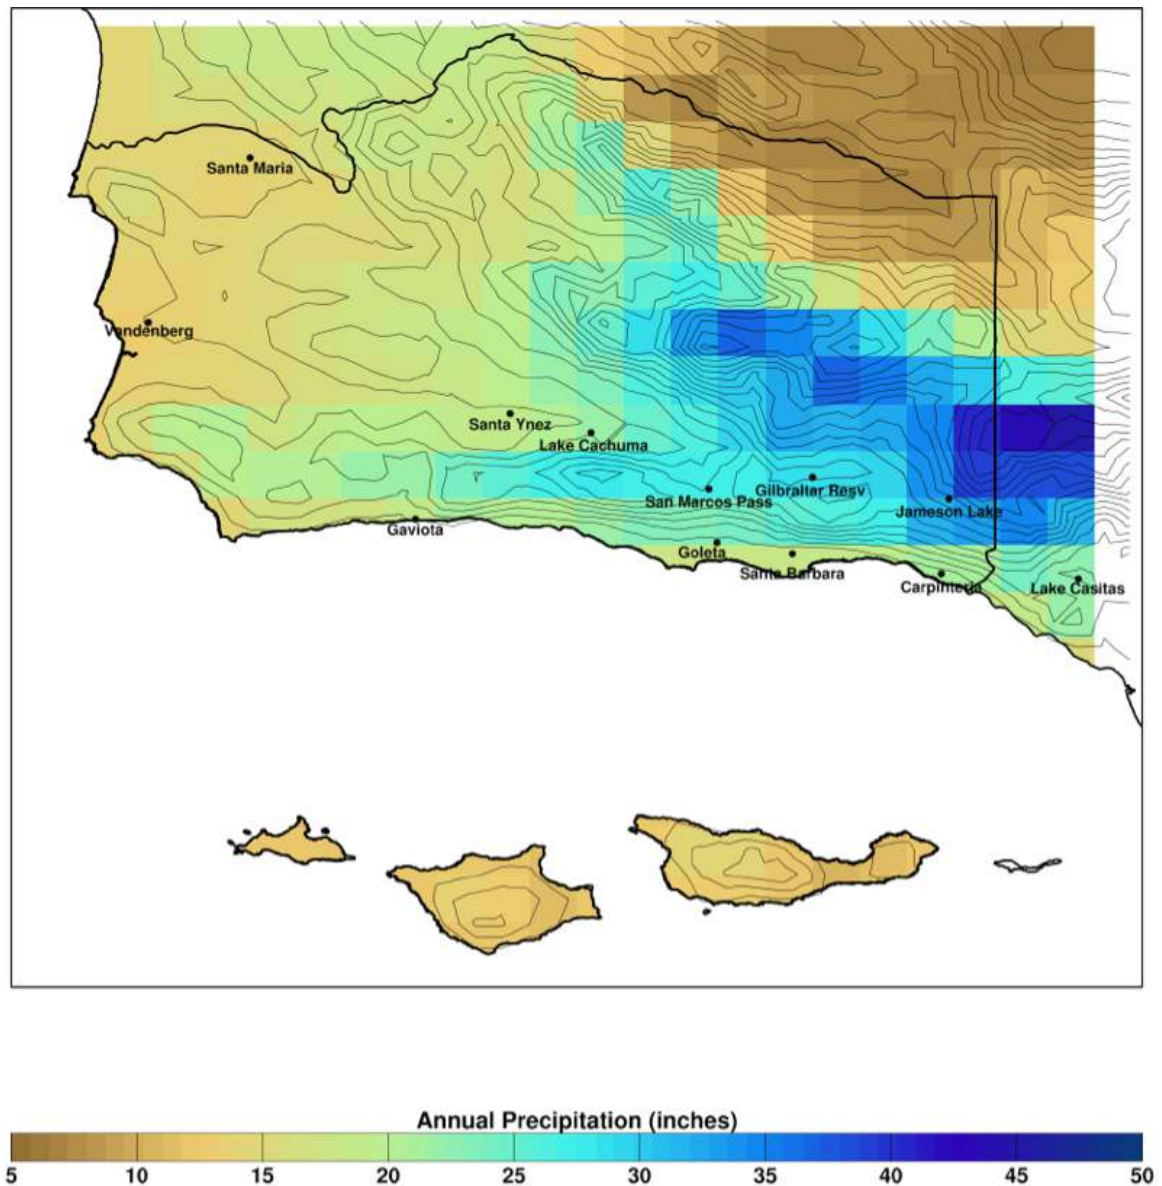 Santa Maria
Vandenberg
Santa Ynez
Lake Cachuma
San Marcos Pass
Gilbraltar Resv
Jameson Lake
Gaviota
Goleta
Santa Barbara
Carpinteria
Lake Casitas
Annual Precipitation (inches)
5 10 15 20 25 30 35 40 45 50